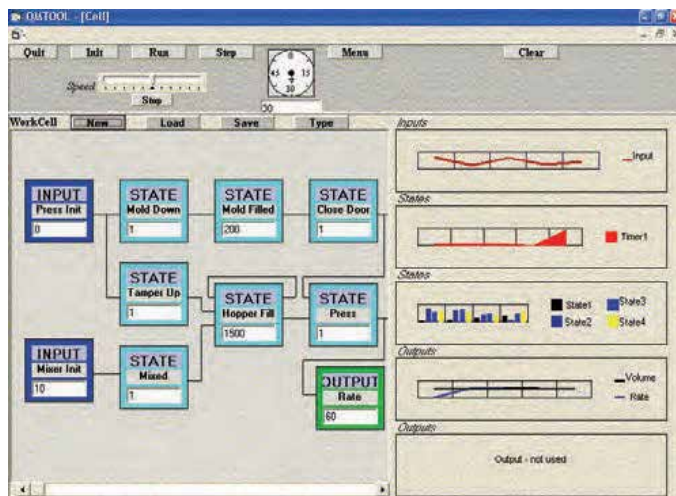 QMTOOL - [Cell]
Quit Init Run Step Menu Clear
Speed
Stop
0
45 15
30
30
WorkCell New Load Save Type
INPUT
Press Init
0
STATE
Mold Down
1
STATE
Mold Filled
200
STATE
Close Door
1
STATE
Tamper Up
1
STATE
Hopper Fill
1500
STATE
Press
1
INPUT
Mixer Init
10
STATE
Mixed
1
OUTPUT
Rate
60
Inputs
Input
States
Timer1
States
State1 State3
State2 State4
Outputs
Volume
Rate
Outputs
Output - not used